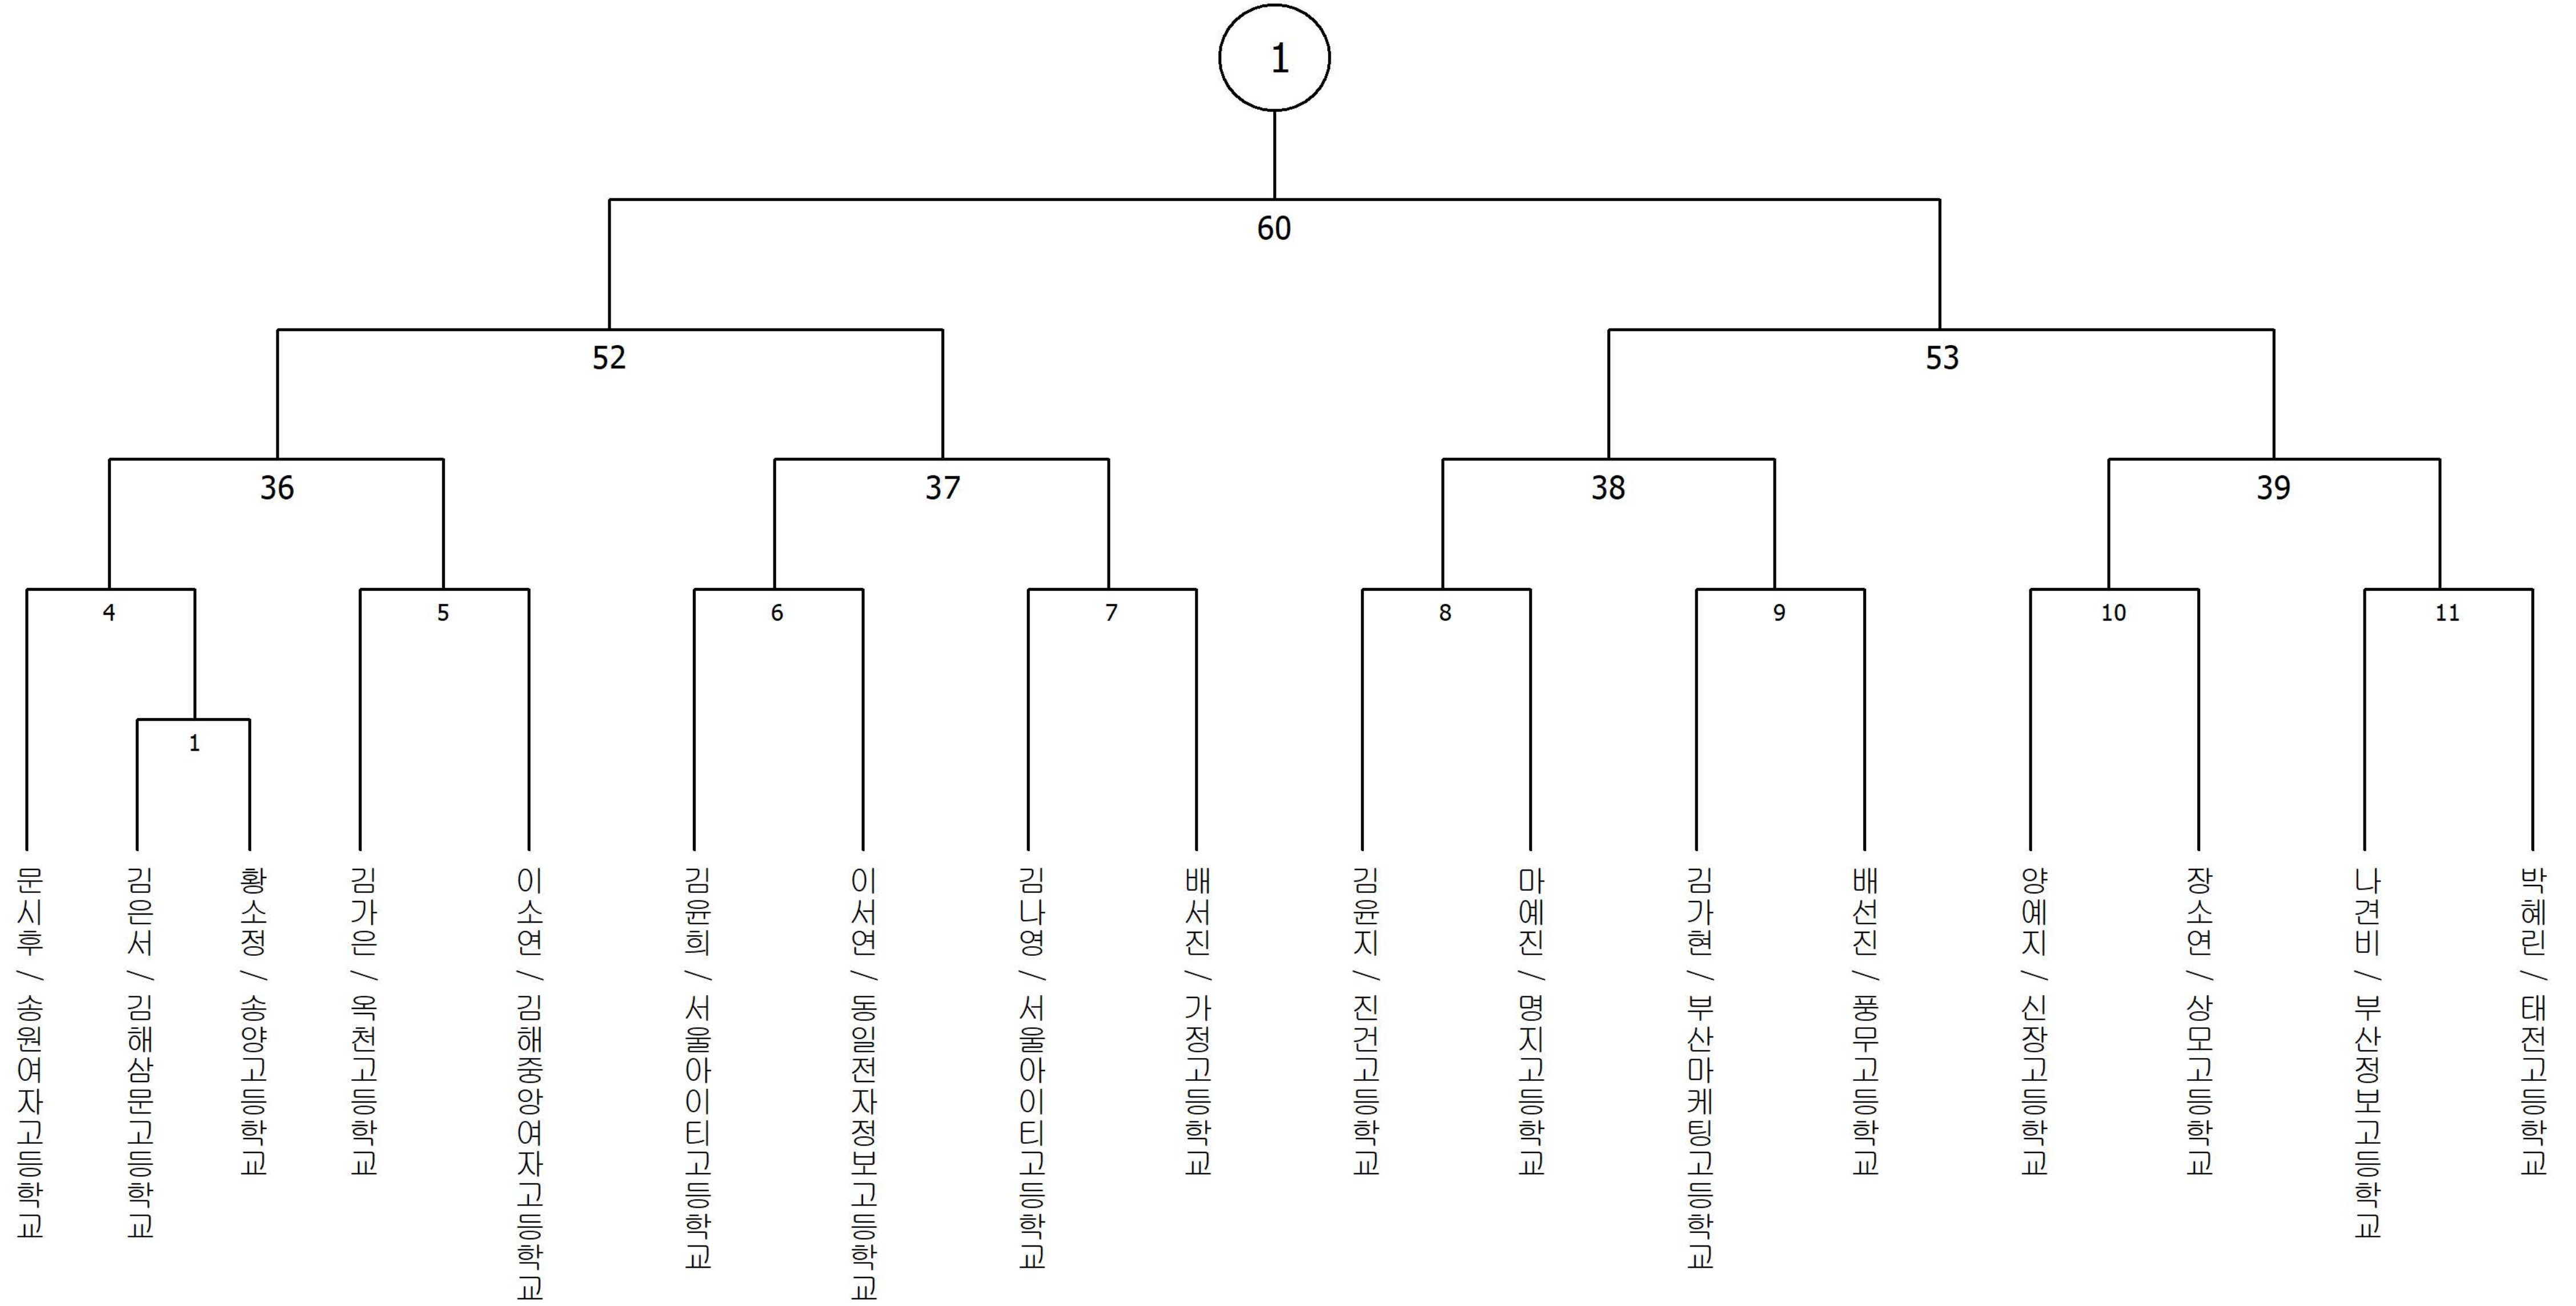 1
60
52
53
36
37
38
39
4
5
6
7
8
9
10
11
1
문시후 / 송원여자고등학교
김은서 / 김해삼문고등학교
황소정 / 송양고등학교
김가은 / 옥천고등학교
이소연 / 김해중앙여자고등학교
김윤희 / 서울아이티고등학교
이서연 / 동일전자정보고등학교
김나영 / 서울아이티고등학교
배서진 / 가정고등학교
김윤지 / 진건고등학교
마예진 / 명지고등학교
김가현 / 부산마케팅고등학교
배선진 / 풍무고등학교
양예지 / 신장고등학교
장소연 / 상모고등학교
나견비 / 부산정보고등학교
박혜린 / 태전고등학교